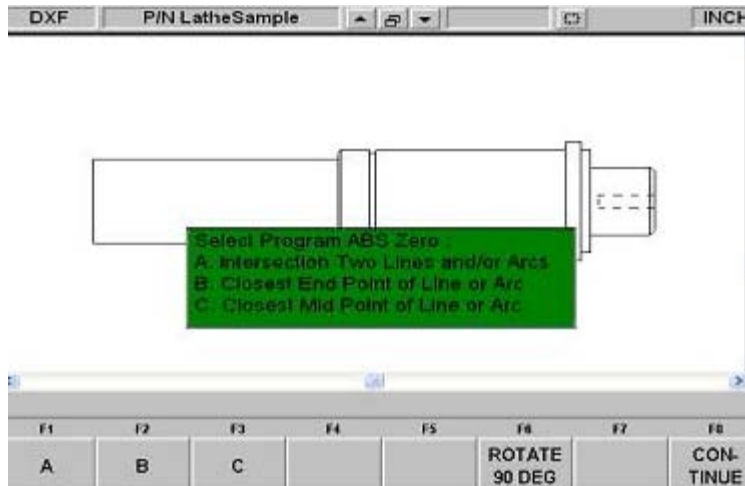 DXF P/N LatheSample INCH
Select Program ABS Zero :
A. Intersection Two Lines and/or Arcs
B. Closest End Point of Line or Arc
C. Closest Mid Point of Line or Arc
F1 F2 F3 F4 F5 F6 F7 F8
A B C ROTATE 90 DEG CON- TINUE